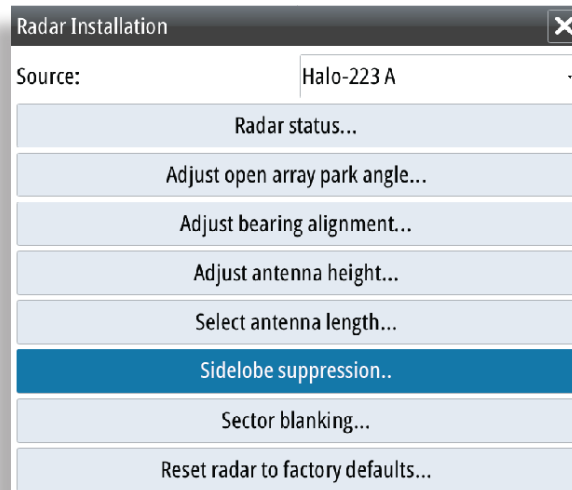 Radar Installation
Source: Halo-223 A
Radar status...
Adjust open array park angle...
Adjust bearing alignment...
Adjust antenna height...
Select antenna length...
Sidelobe suppression..
Sector blanking...
Reset radar to factory defaults...